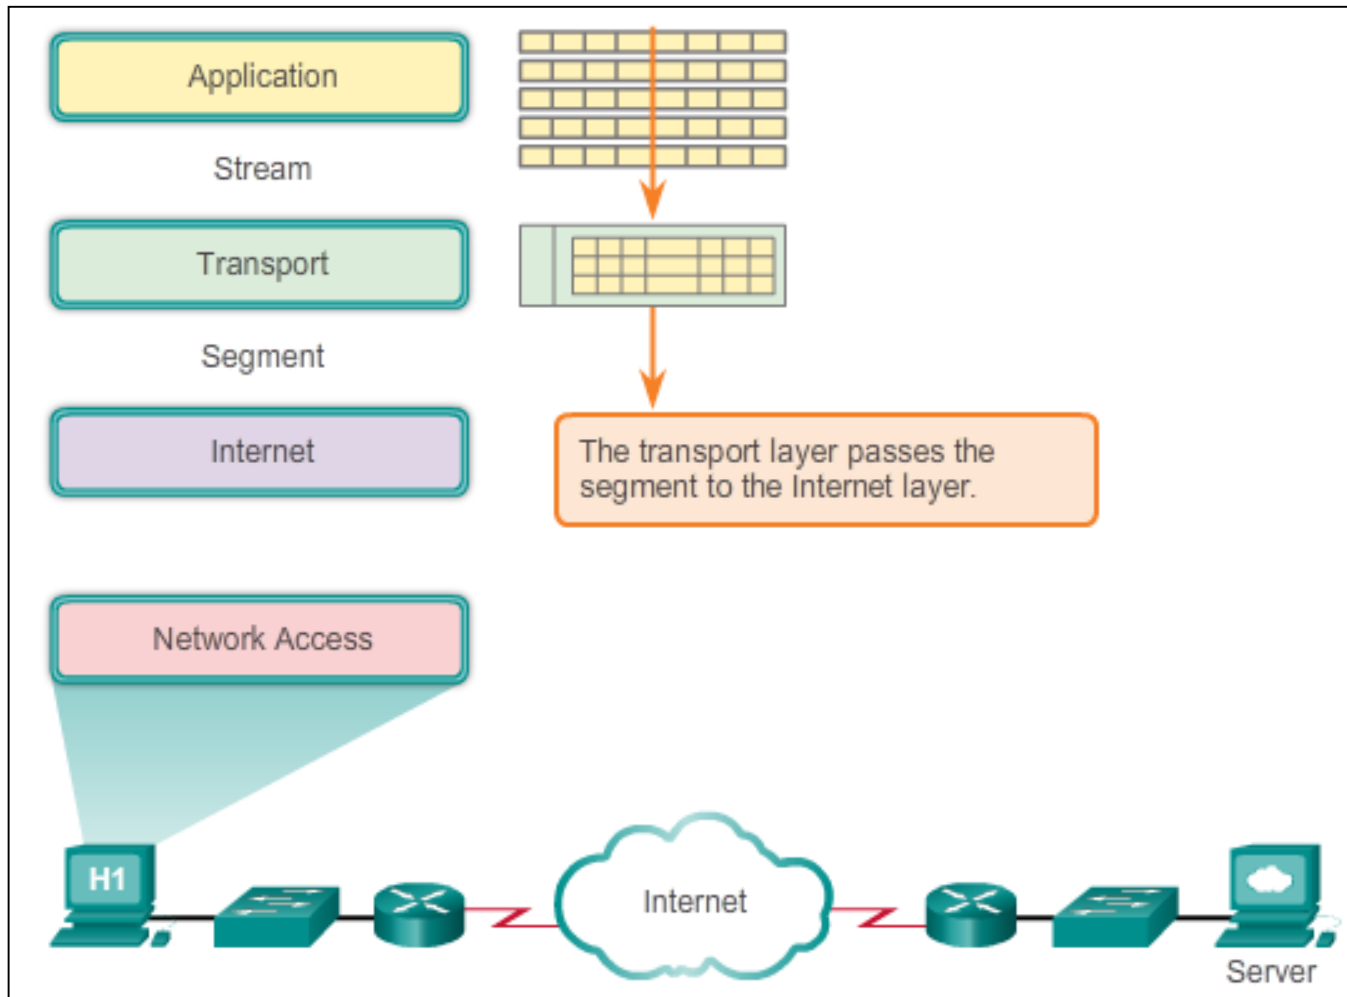 Application
Stream
Transport
Segment
Internet
The transport layer passes the
segment to the Internet layer.
Network Access
H1
Internet
Server